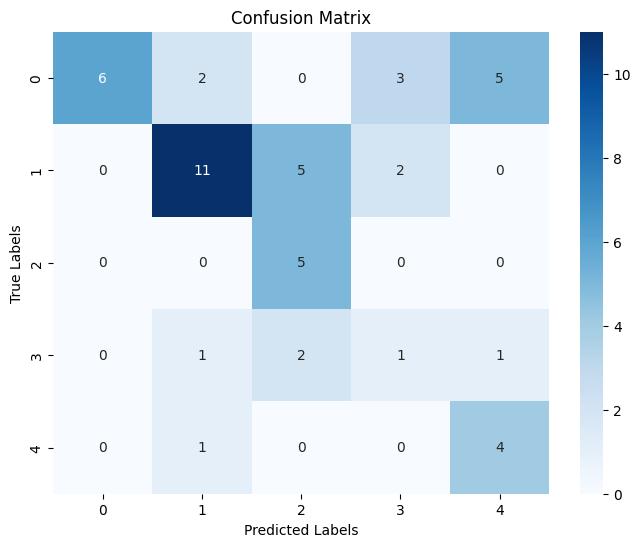 Confusion Matrix
0 6 2 0 3 5
1 0 11 5 2 0
2 0 0 5 0 0
3 0 1 2 1 1
4 0 1 0 0 4
0 1 2 3 4
True Labels
Predicted Labels
10
8
6
4
2
0